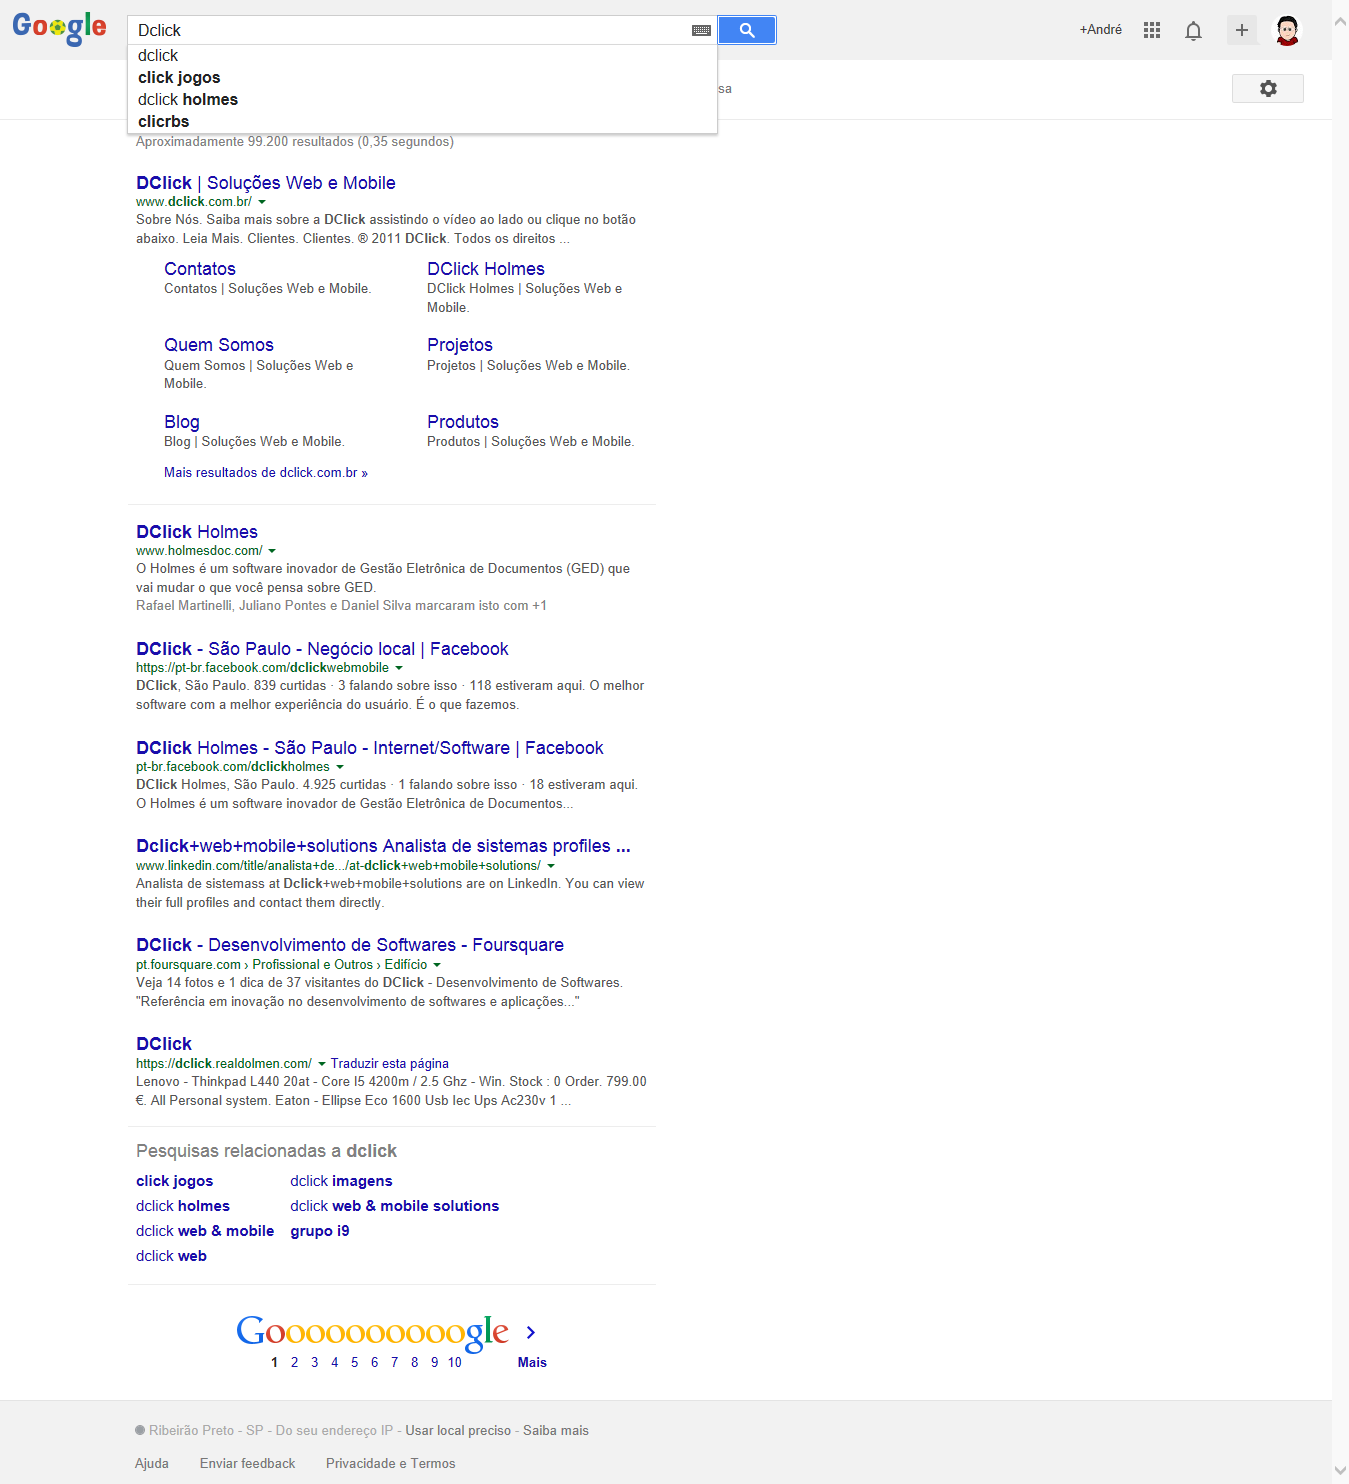 Google
Dclick
+André
dclick
click jogos
dclick holmes
clicrbs
sa
Aproximadamente 99.200 resultados (0,35 segundos)
DClick | Soluções Web e Mobile
www.dclick.com.br/
Sobre Nós. Saiba mais sobre a DClick assistindo o vídeo ao lado ou clique no botão
abaixo. Leia Mais. Clientes. Clientes. ® 2011 DClick. Todos os direitos ...
Contatos
Contatos | Soluções Web e Mobile.
DClick Holmes
DClick Holmes | Soluções Web e
Mobile.
Quem Somos
Quem Somos | Soluções Web e
Mobile.
Projetos
Projetos | Soluções Web e Mobile.
Blog
Blog | Soluções Web e Mobile.
Produtos
Produtos | Soluções Web e Mobile.
Mais resultados de dclick.com.br »
DClick Holmes
www.holmesdoc.com/
O Holmes é um software inovador de Gestão Eletrônica de Documentos (GED) que
vai mudar o que você pensa sobre GED.
Rafael Martinelli, Juliano Pontes e Daniel Silva marcaram isto com +1
DClick - São Paulo - Negócio local | Facebook
https://pt-br.facebook.com/dclickwebmobile
DClick, São Paulo. 839 curtidas · 3 falando sobre isso · 118 estiveram aqui. O melhor
software com a melhor experiência do usuário. É o que fazemos.
DClick Holmes - São Paulo - Internet/Software | Facebook
pt-br.facebook.com/dclickholmes
DClick Holmes, São Paulo. 4.925 curtidas · 1 falando sobre isso · 18 estiveram aqui.
O Holmes é um software inovador de Gestão Eletrônica de Documentos...
Dclick+web+mobile+solutions Analista de sistemas profiles ...
www.linkedin.com/title/analista+de.../at-dclick+web+mobile+solutions/
Analista de sistemass at Dclick+web+mobile+solutions are on LinkedIn. You can view
their full profiles and contact them directly.
DClick - Desenvolvimento de Softwares - Foursquare
pt.foursquare.com › Profissional e Outros › Edifício
Veja 14 fotos e 1 dica de 37 visitantes do DClick - Desenvolvimento de Softwares.
"Referência em inovação no desenvolvimento de softwares e aplicações..."
DClick
https://dclick.realdolmen.com/ Traduzir esta página
Lenovo - Thinkpad L440 20at - Core I5 4200m / 2.5 Ghz - Win. Stock : 0 Order. 799.00
€. All Personal system. Eaton - Ellipse Eco 1600 Usb Iec Ups Ac230v 1 ...
Pesquisas relacionadas a dclick
click jogos dclick imagens
dclick holmes dclick web & mobile solutions
dclick web & mobile grupo i9
dclick web
Goooooooooogle
1 2 3 4 5 6 7 8 9 10 Mais
Ribeirão Preto - SP - Do seu endereço IP - Usar local preciso - Saiba mais
Ajuda Enviar feedback Privacidade e Termos